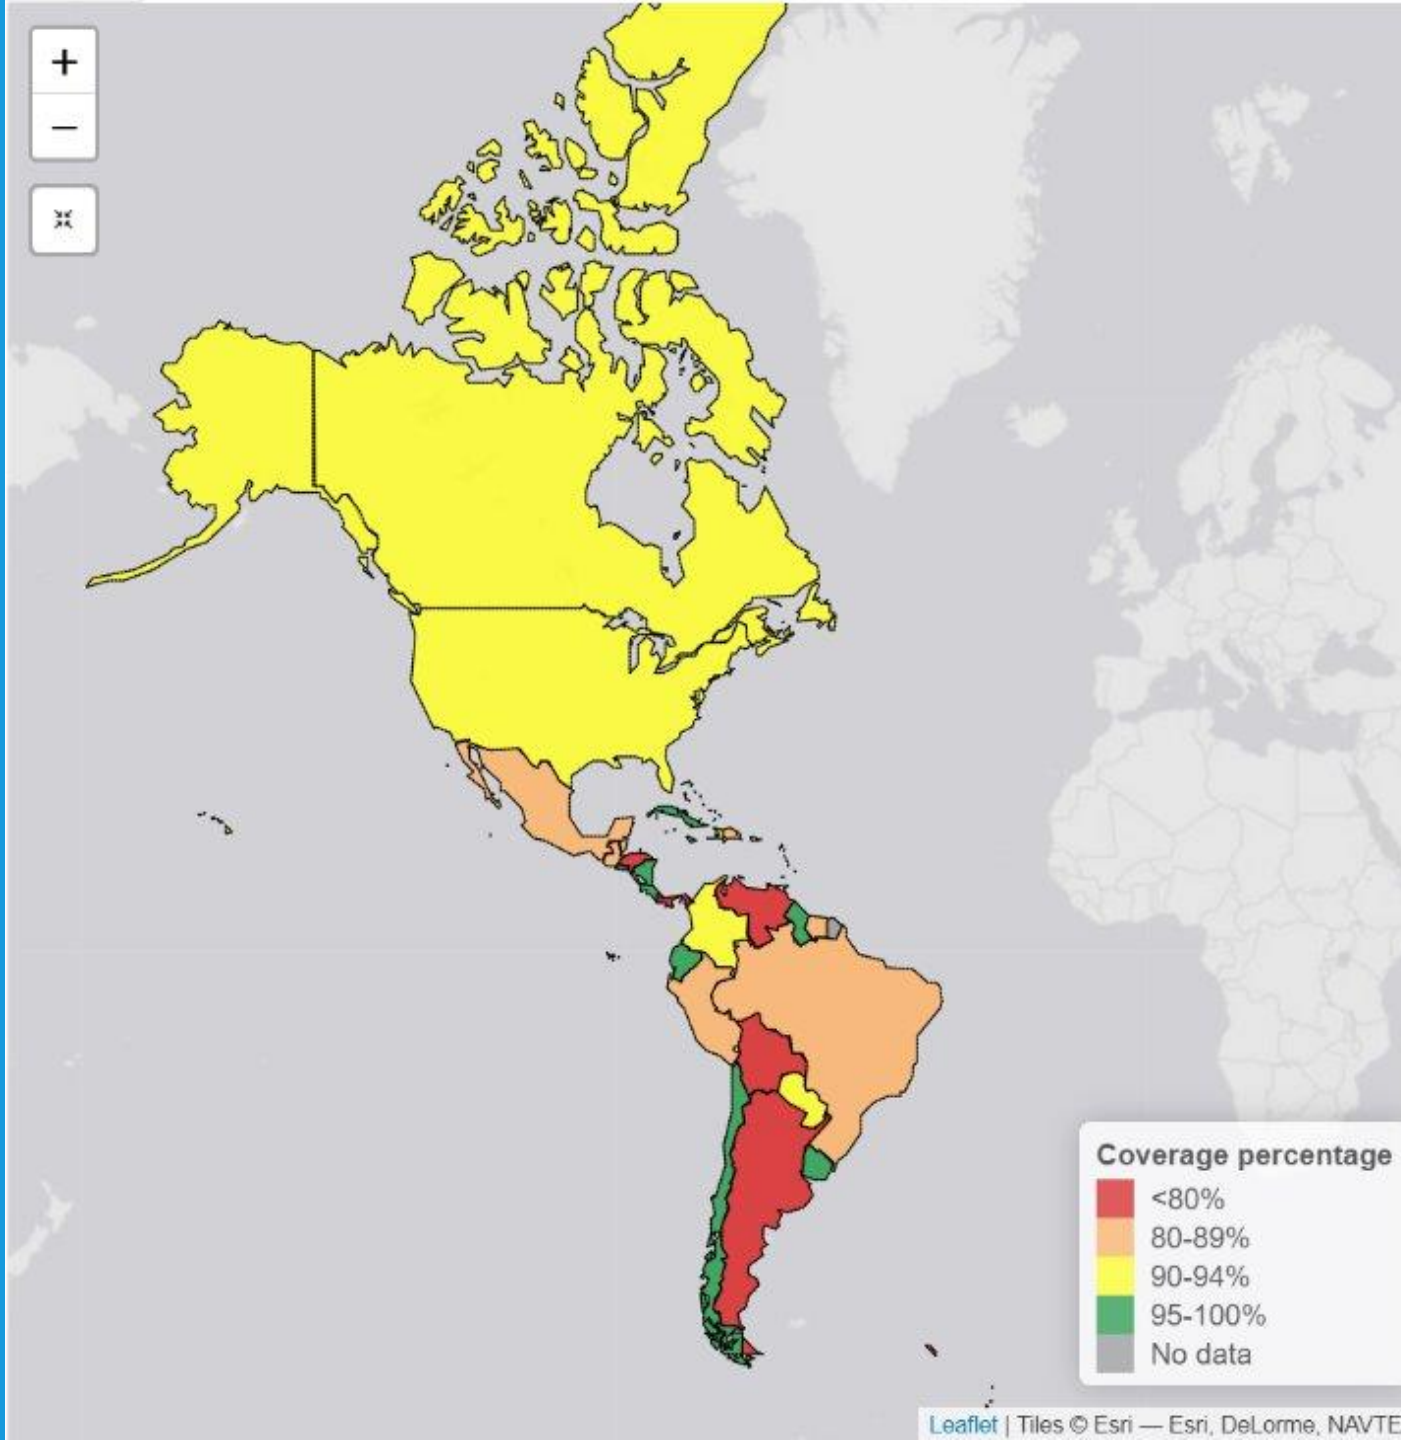 +
−
Coverage percentage
<80%
80-89%
90-94%
95-100%
No data
Leaflet | Tiles © Esri — Esri, DeLorme, NAVTE